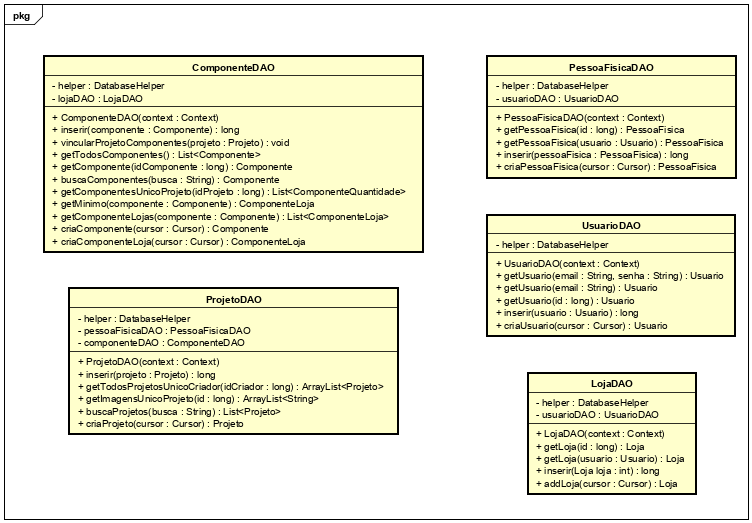 pkg
ComponenteDAO
- helper : DatabaseHelper
- lojaDAO : LojaDAO
+ ComponenteDAO(context : Context)
+ inserir(componente : Componente) : long
+ vincularProjetoComponentes(projeto : Projeto) : void
+ getTodosComponentes() : List<Componente>
+ getComponente(idComponente : long) : Componente
+ buscaComponentes(busca : String) : Componente
+ getComponentesUnicoProjeto(idProjeto : long) : List<ComponenteQuantidade>
+ getMinimo(componente : Componente) : ComponenteLoja
+ getComponenteLojas(componente : Componente) : List<ComponenteLoja>
+ criaComponente(cursor : Cursor) : Componente
+ criaComponenteLoja(cursor : Cursor) : ComponenteLoja
PessoaFisicaDAO
- helper : DatabaseHelper
- usuarioDAO : UsuarioDAO
+ PessoaFisicaDAO(context : Context)
+ getPessoaFisica(id : long) : PessoaFisica
+ getPessoaFisica(usuario : Usuario) : PessoaFisica
+ inserir(pessoaFisica : PessoaFisica) : long
+ criaPessoaFisica(cursor : Cursor) : PessoaFisica
UsuarioDAO
- helper : DatabaseHelper
+ UsuarioDAO(context : Context)
+ getUsuario(email : String, senha : String) : Usuario
+ getUsuario(email : String) : Usuario
+ getUsuario(id : long) : Usuario
+ inserir(usuario : Usuario) : long
+ criaUsuario(cursor : Cursor) : Usuario
ProjetoDAO
- helper : DatabaseHelper
- pessoaFisicaDAO : PessoaFisicaDAO
- componenteDAO : ComponenteDAO
+ ProjetoDAO(context : Context)
+ inserir(projeto : Projeto) : long
+ getTodosProjetosUnicoCriador(idCriador : long) : ArrayList<Projeto>
+ getImagensUnicoProjeto(id : long) : ArrayList<String>
+ buscaProjetos(busca : String) : List<Projeto>
+ criaProjeto(cursor : Cursor) : Projeto
LojaDAO
- helper : DatabaseHelper
- usuarioDAO : UsuarioDAO
+ LojaDAO(context : Context)
+ getLoja(id : long) : Loja
+ getLoja(usuario : Usuario) : Loja
+ inserir(Loja loja : int) : long
+ addLoja(cursor : Cursor) : Loja